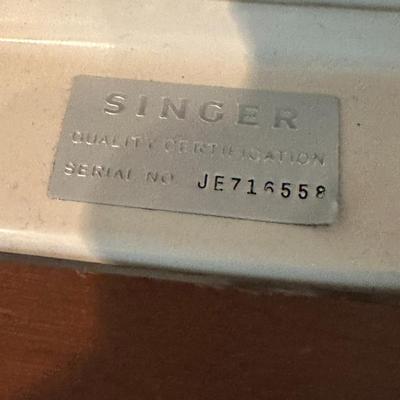 SINGER
QUALITY CERTIFICATION
SERIAL NO JE716558